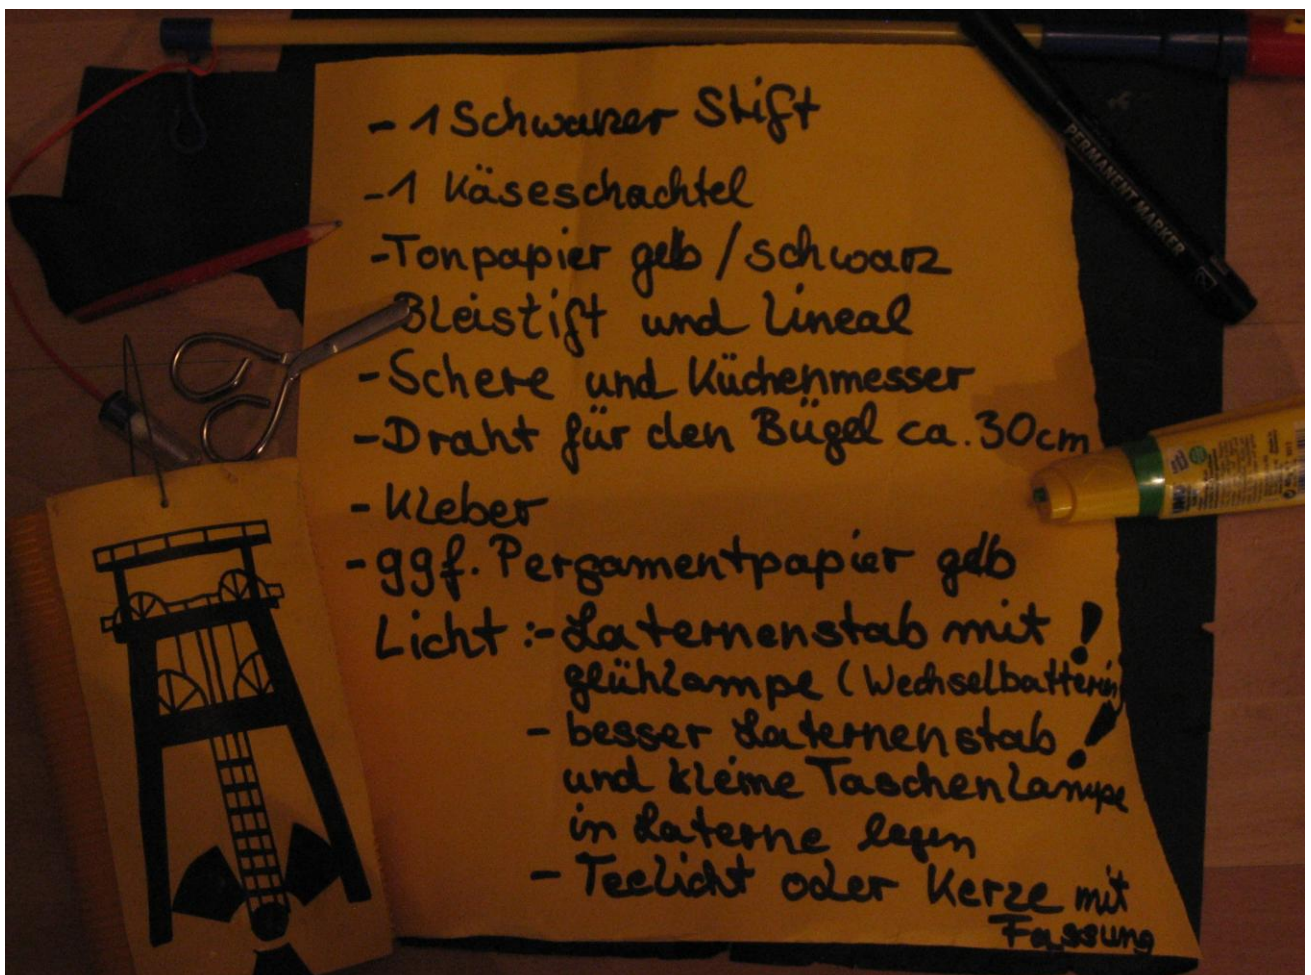 - 1 Schwarzer Stift
- 1 Käseschachtel
- Tonpapier gelb / schwarz
Bleistift und Lineal
- Schere und Küchenmesser
- Draht für den Bügel ca. 30cm
- Kleber
- ggf. Pergamentpapier gelb
Licht :- Laternenstab mit !
glühlampe (Wechselbatterien)
- besser Laternenstab !
und kleine Taschenlampe
in Laterne legen
- Teelicht oder Kerze mit
Fassung
PERMANENT MARKER